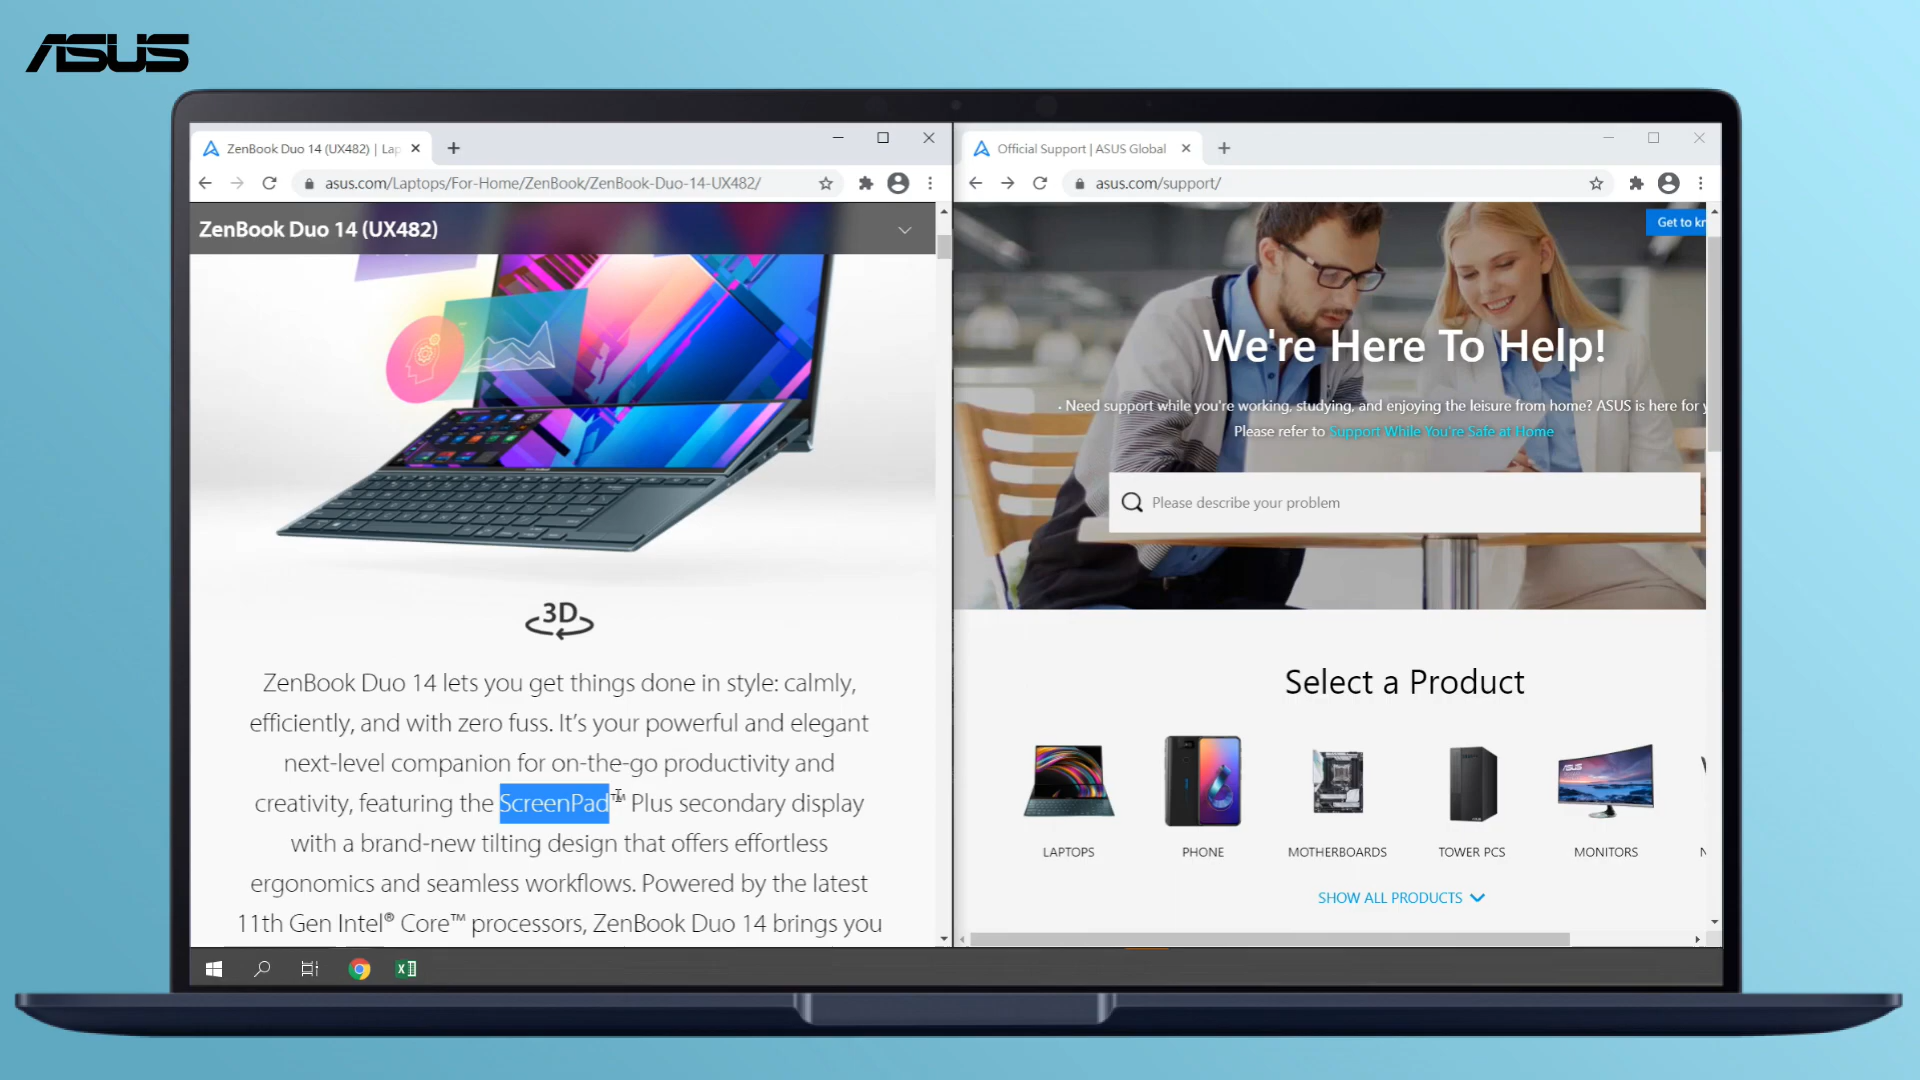 ASUS
ZenBook Duo 14 (UX482) | Lap
asus.com/Laptops/For-Home/ZenBook/ZenBook-Duo-14-UX482/
ZenBook Duo 14 (UX482)
3D
ZenBook Duo 14 lets you get things done in style: calmly,
efficiently, and with zero fuss. It’s your powerful and elegant
next-level companion for on-the-go productivity and
creativity, featuring the ScreenPad™ Plus secondary display
with a brand-new tilting design that offers effortless
ergonomics and seamless workflows. Powered by the latest
11th Gen Intel® Core™ processors, ZenBook Duo 14 brings you
Official Support | ASUS Global
asus.com/support/
Get to kn
We're Here To Help!
· Need support while you're working, studying, and enjoying the leisure from home? ASUS is here for y
Please refer to Support While You're Safe at Home
Please describe your problem
Select a Product
ASUS
LAPTOPS
PHONE
MOTHERBOARDS
TOWER PCS
MONITORS
SHOW ALL PRODUCTS